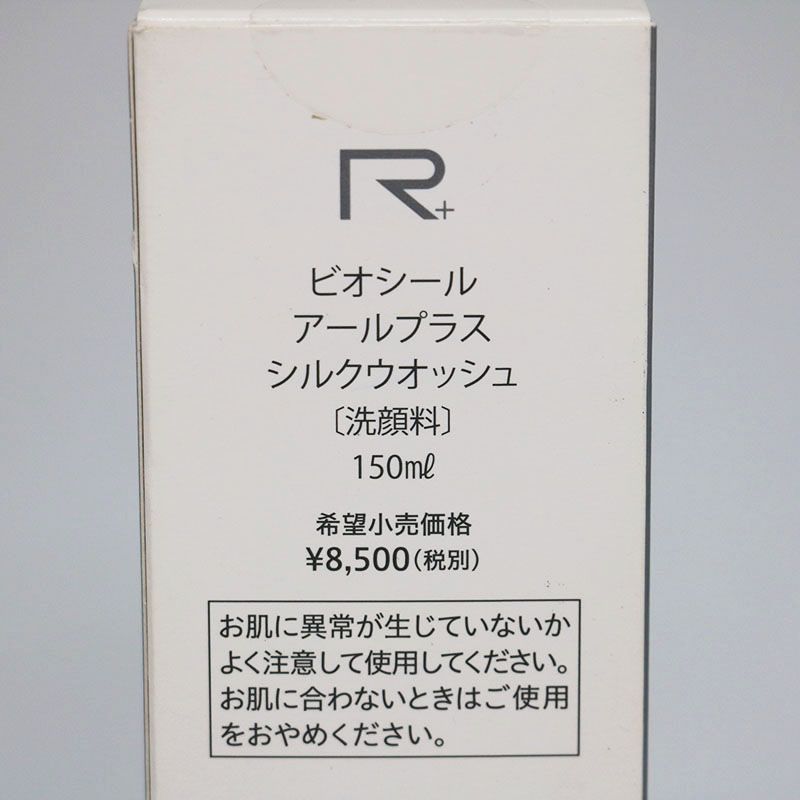 R+
ビオシール
アールプラス
シルクウオッシュ
〔洗顔料〕
150㎖
希望小売価格
¥8,500(税別)
お肌に異常が生じていないか
よく注意して使用してください。
お肌に合わないときはご使用
をおやめください。